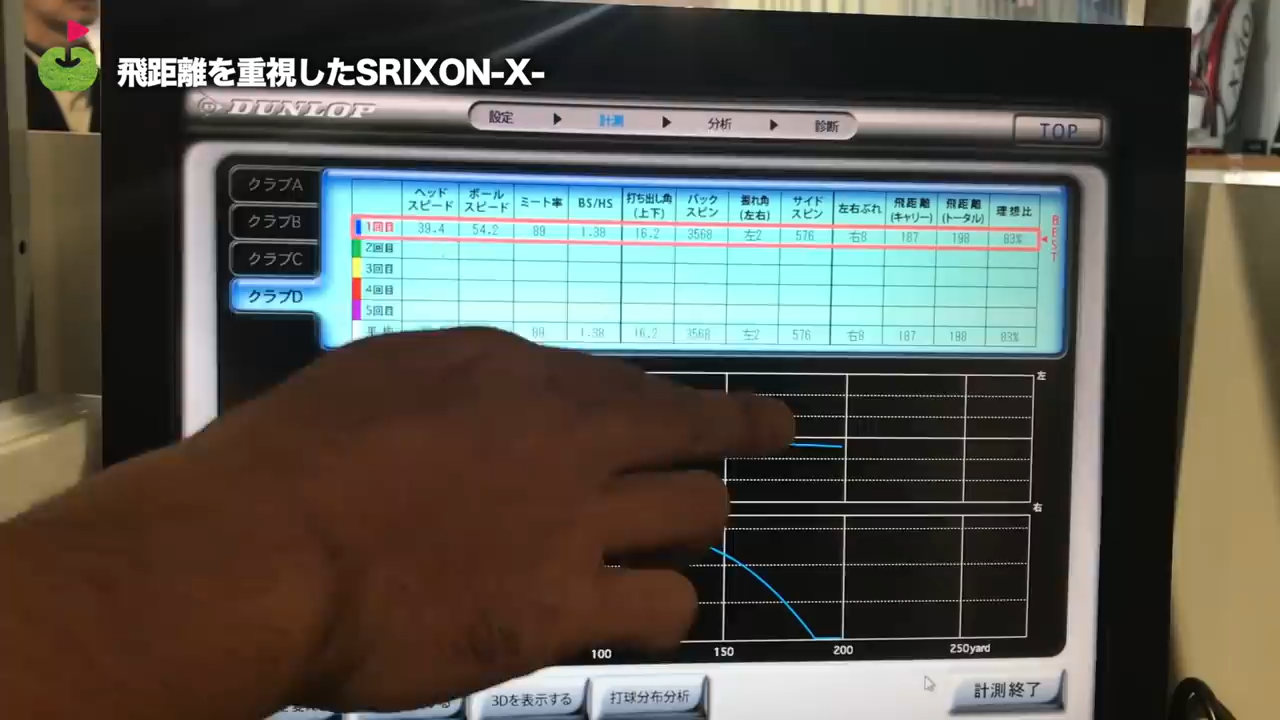 飛距離を重視したSRIXON-X-
DUNLOP
設定 ▶ 計測 ▶ 分析 ▶ 診断
TOP
クラブA
クラブB
クラブC
クラブD
ヘッドスピード ボールスピード ミート率 BS/HS 打ち出し角(上下) バックスピン 振れ角(左右) サイドスピン 左右ぶれ 飛距離(キャリー) 飛距離(トータル) 理想比
1回目 39.4 54.2 89 1.38 16.2 3568 左2 576 右8 187 198 83%
BEST
2回目
3回目
4回目
5回目
平均 89 1.38 16.2 3568 左2 576 右8 187 198 83%
左
右
100 150 200 250yard
3Dを表示する
打球分布分析
計測終了